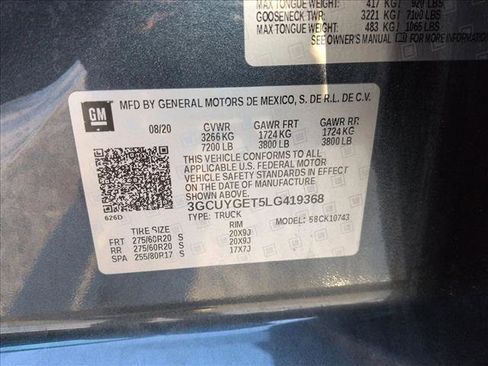 MAX TONGUE WEIGHT: 417 KG/ 920 LBS
GOOSENECK TWR: 3221 KG/ 7100 LBS
MAX TONGUE WEIGHT: 483 KG/ 1065 LBS
SEE OWNER'S MANUAL FOR MORE INFORMATION
GM
MFD BY GENERAL MOTORS DE MEXICO, S. DE R.L. DE C.V.
08/20 GVWR GAWR FRT GAWR RR
3266 KG 1724 KG 1724 KG
7200 LB 3800 LB 3800 LB
THIS VEHICLE CONFORMS TO ALL
APPLICABLE U.S. FEDERAL MOTOR
VEHICLE SAFETY STANDARDS IN
EFFECT ON THE DATE OF
MANUFACTURE SHOWN ABOVE.
3GCUYGET5LG419368
626D TYPE: TRUCK MODEL: 58CK10743
TIRE SIZE RIM
FRT 275/60R20 S 20X9J
RR 275/60R20 S 20X9J
SPA 255/80R17 S 17X7J